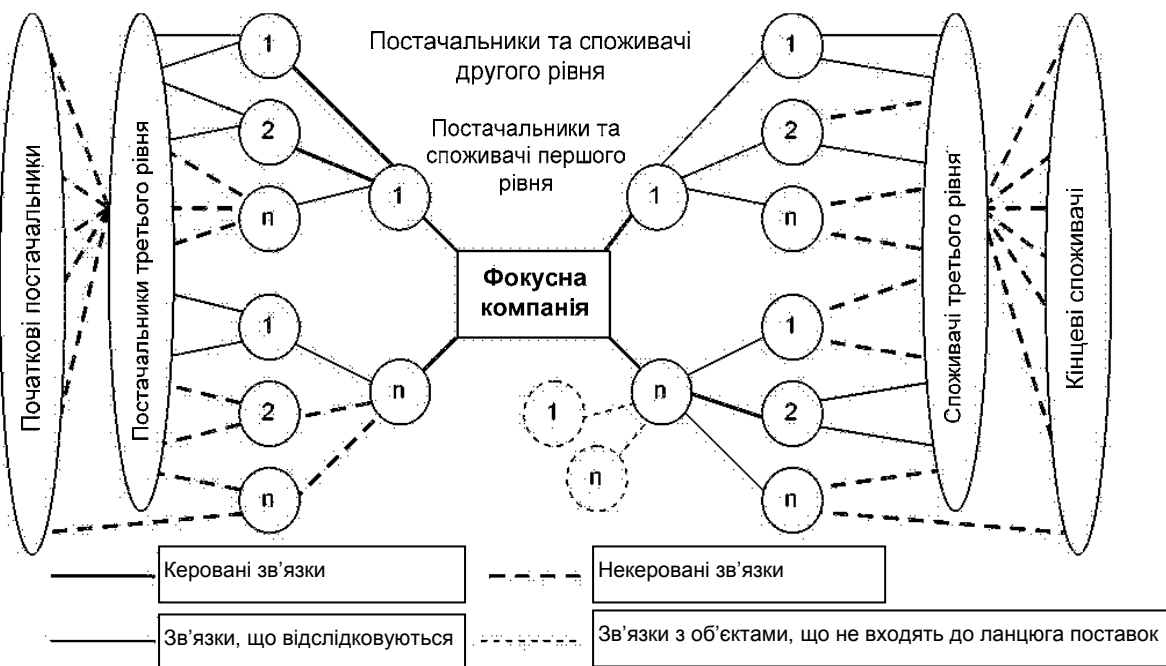 Постачальники та споживачі
другого рівня
Постачальники та
споживачі першого
рівня
Початкові постачальники
Постачальники третього рівня
1
2
n
1
2
n
1
n
Фокусна
компанія
1
n
1
n
1
2
n
1
2
n
Споживачі третього рівня
Кінцеві споживачі
Керовані зв’язки
Некеровані зв’язки
Зв’язки, що відслідковуються
Зв’язки з об’єктами, що не входять до ланцюга поставок